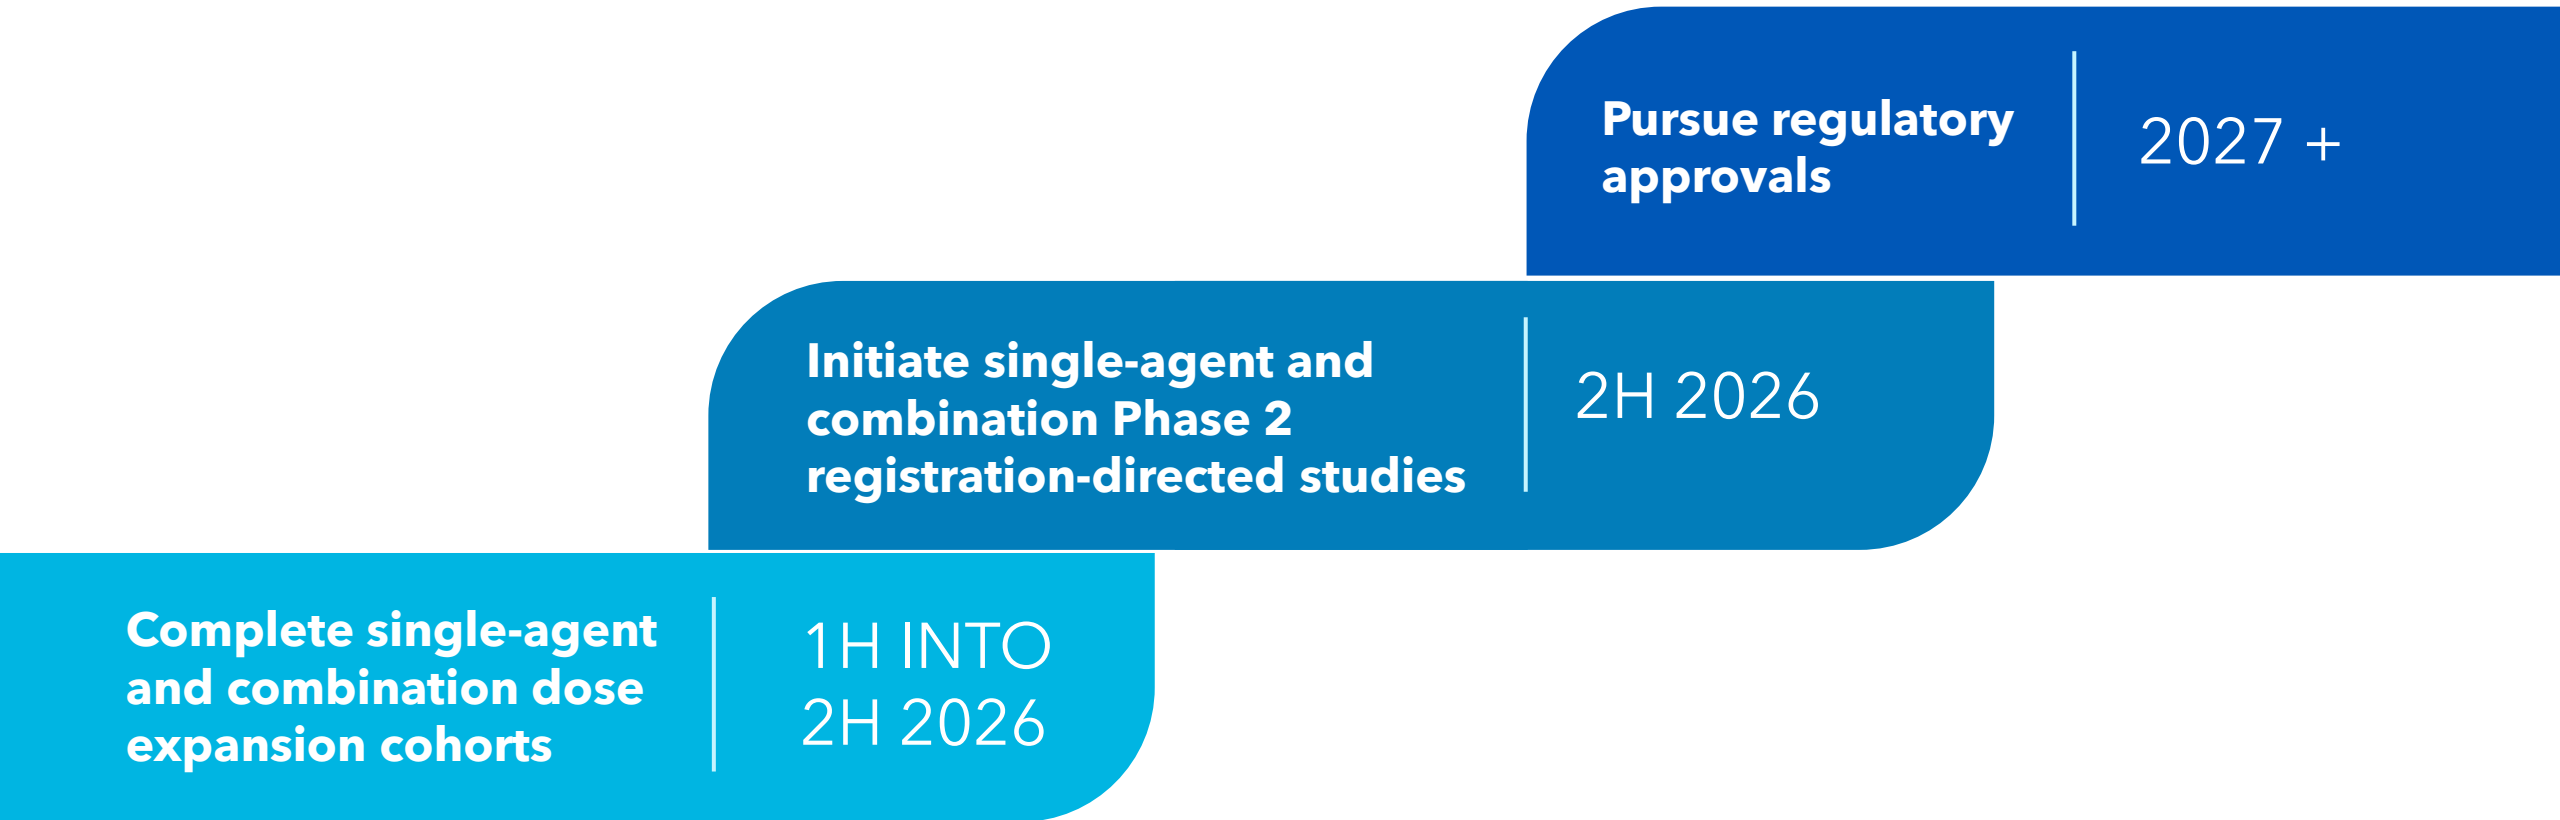 Pursue regulatory
approvals
2027 +
Initiate single-agent and
combination Phase 2
registration-directed studies
2H 2026
Complete single-agent
and combination dose
expansion cohorts
1H INTO
2H 2026